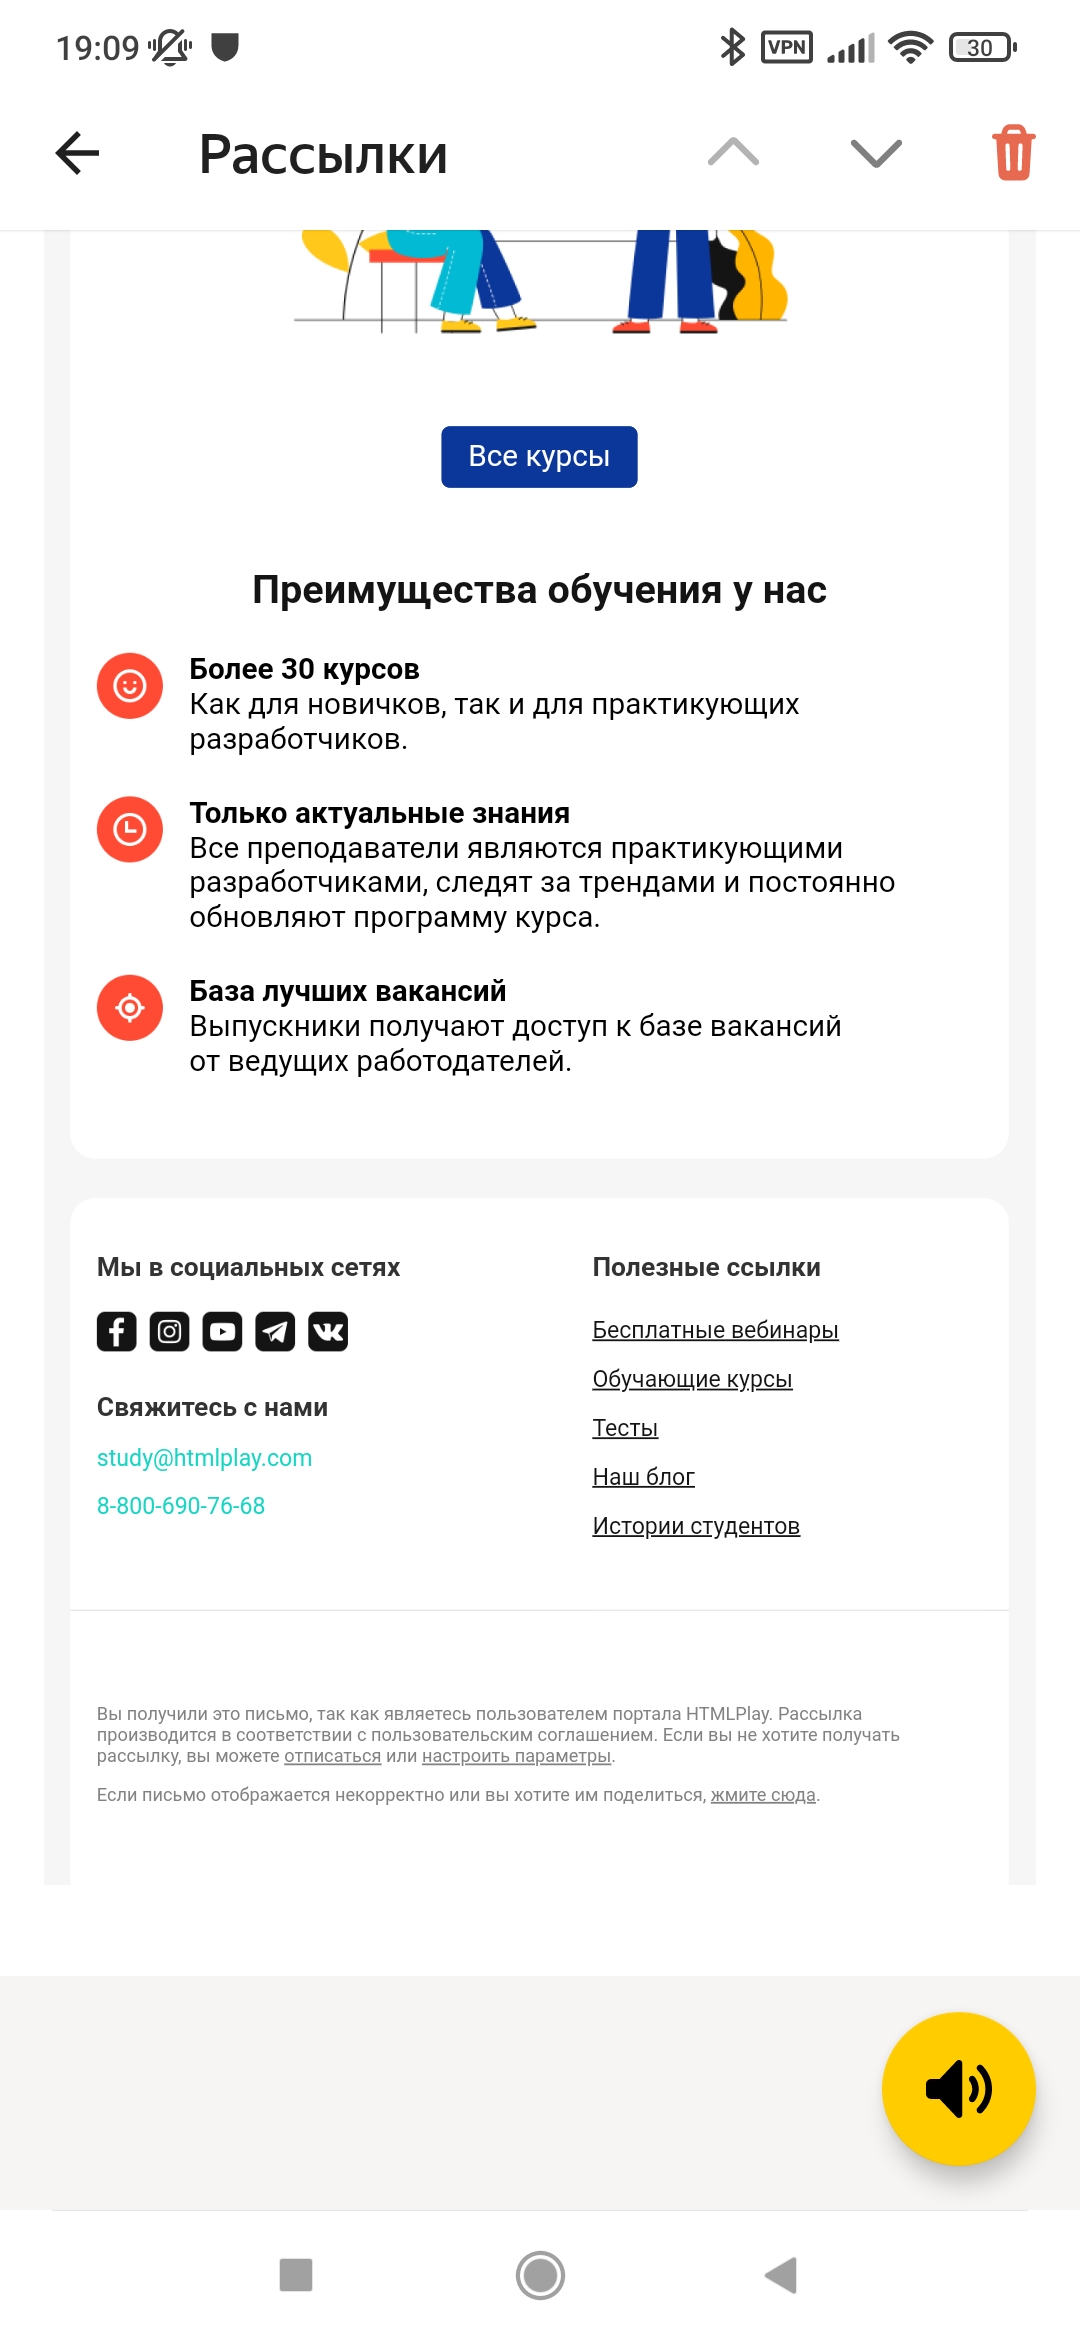 19:09
VPN
30
Рассылки
Все курсы
Преимущества обучения у нас
Более 30 курсов
Как для новичков, так и для практикующих
разработчиков.
Только актуальные знания
Все преподаватели являются практикующими
разработчиками, следят за трендами и постоянно
обновляют программу курса.
База лучших вакансий
Выпускники получают доступ к базе вакансий
от ведущих работодателей.
Мы в социальных сетях
Свяжитесь с нами
study@htmlplay.com
8-800-690-76-68
Полезные ссылки
Бесплатные вебинары
Обучающие курсы
Тесты
Наш блог
Истории студентов
Вы получили это письмо, так как являетесь пользователем портала HTMLPlay. Рассылка
производится в соответствии с пользовательским соглашением. Если вы не хотите получать
рассылку, вы можете отписаться или настроить параметры.
Если письмо отображается некорректно или вы хотите им поделиться, жмите сюда.